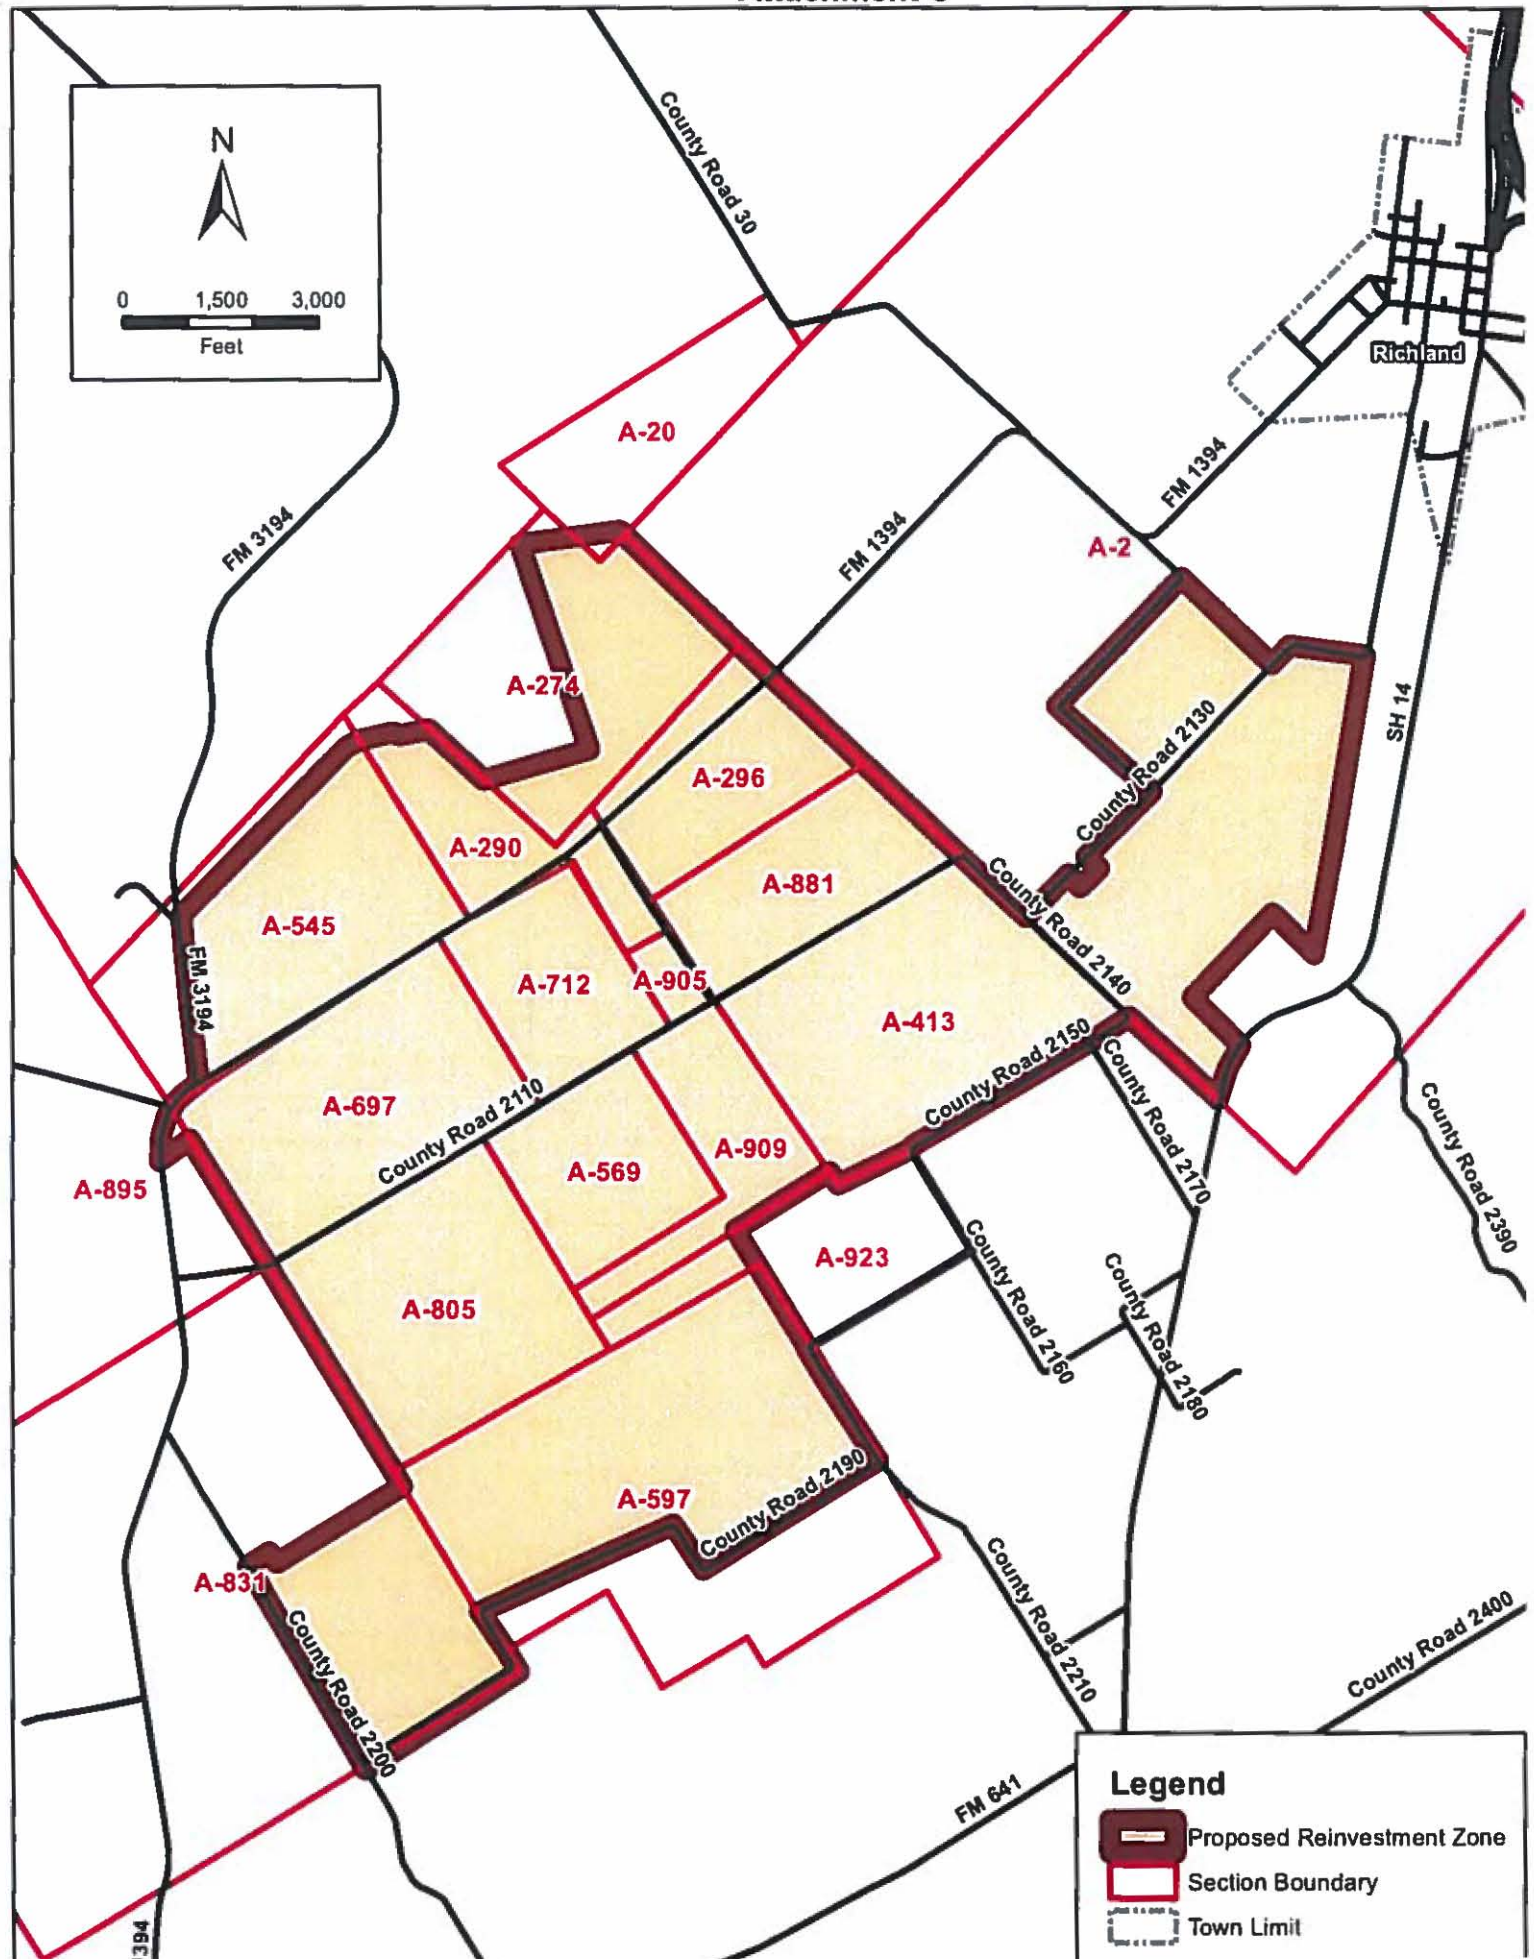 N
0 1,500 3,000
Feet
County Road 30
Richland
A-20
FM 1394
FM 3194
FM 1394
A-2
A-274
SH 14
County Road 2130
A-296
A-290
A-881
A-545
County Road 2140
FM 3194
A-712
A-905
A-413
County Road 2150
County Road 2170
A-697
County Road 2110
A-909
A-569
County Road 2390
A-895
A-923
County Road 2160
County Road 2180
A-805
A-597
County Road 2190
A-831
County Road 2210
County Road 2200
County Road 2400
FM 641
Legend
Proposed Reinvestment Zone
Section Boundary
Town Limit